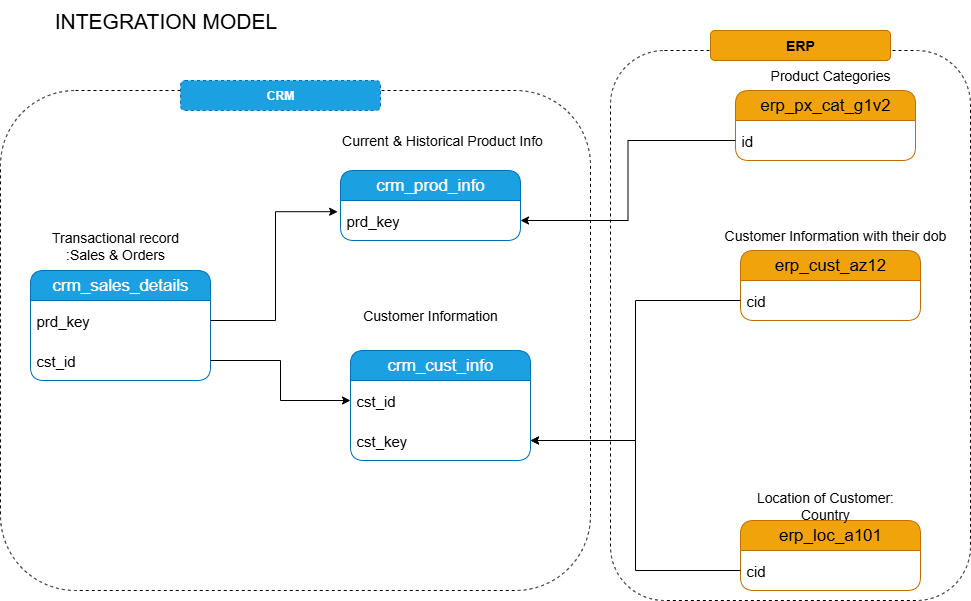 INTEGRATION MODEL
CRM
Current & Historical Product Info
crm_prod_info
prd_key
Transactional record
:Sales & Orders
crm_sales_details
prd_key
cst_id
Customer Information
crm_cust_info
cst_id
cst_key
ERP
Product Categories
erp_px_cat_g1v2
id
Customer Information with their dob
erp_cust_az12
cid
Location of Customer:
Country
erp_loc_a101
cid